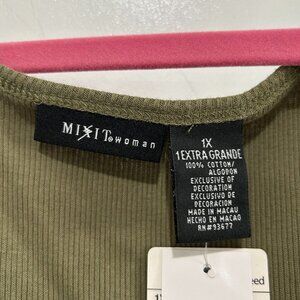 MIXIT® woman
1X
1 EXTRA GRANDE
100% COTTON/
ALGODON
EXCLUSIVE OF
DECORATION
EXCLUSIVO DE
DECORACION
MADE IN MACAU
HECHO EN MACAO
RN#93677